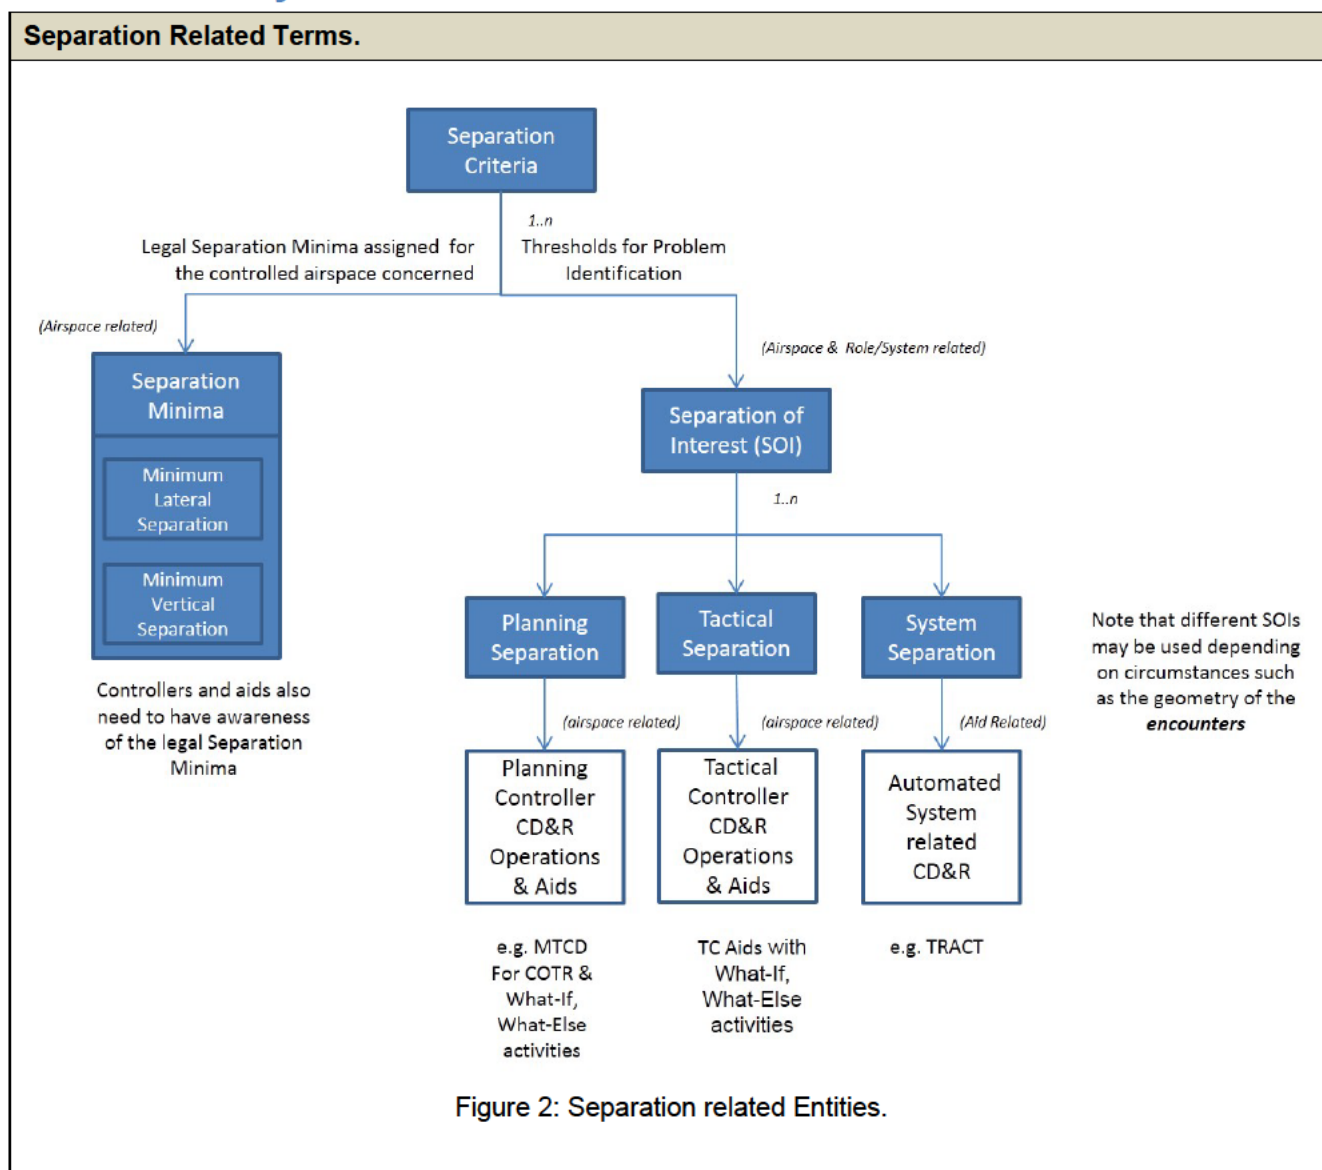 Separation Related Terms.
Separation
Criteria
1..n
Legal Separation Minima assigned for
the controlled airspace concerned
Thresholds for Problem
Identification
(Airspace related)
(Airspace & Role/System related)
Separation
Minima
Minimum
Lateral
Separation
Minimum
Vertical
Separation
Controllers and aids also
need to have awareness
of the legal Separation
Minima
Separation of
Interest (SOI)
1..n
Planning
Separation
Tactical
Separation
System
Separation
Note that different SOIs
may be used depending
on circumstances such
as the geometry of the
encounters
(airspace related)
(airspace related)
(Aid Related)
Planning
Controller
CD&R
Operations
& Aids
Tactical
Controller
CD&R
Operations
& Aids
Automated
System
related
CD&R
e.g. MTCD
For COTR &
What-If,
What-Else
activities
TC Aids with
What-If,
What-Else
activities
e.g. TRACT
Figure 2: Separation related Entities.